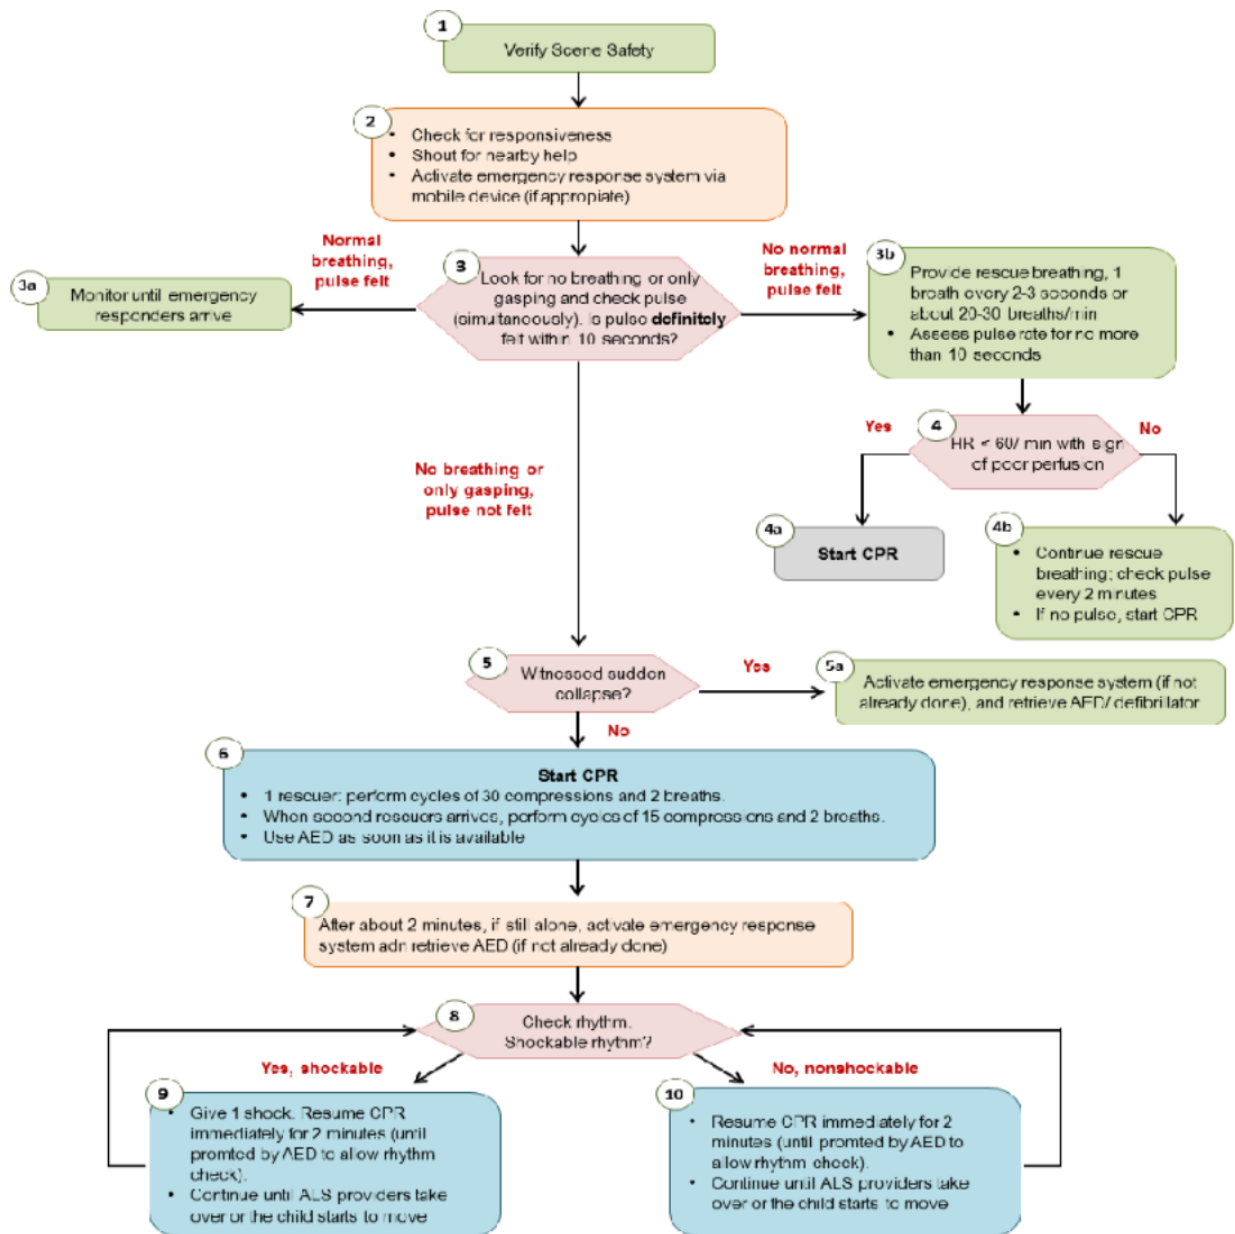 1
Verify Scene Safety
2
• Check for responsiveness
• Shout for nearby help
• Activate emergency response system via
mobile device (if appropiate)
Normal
breathing,
pulse felt
No normal
breathing,
pulse felt
3
Look for no breathing or only
gasping and check pulse
(simultaneously). Is pulse definitely
felt within 10 seconds?
3a
Monitor until emergency
responders arrive
3b
• Provide rescue breathing, 1
breath every 2-3 seconds or
about 20-30 breaths/min
• Assess pulse rate for no more
than 10 seconds
Yes
4
HR < 60/ min with sign
of poor perfusion
No
No breathing or
only gasping,
pulse not felt
4a
Start CPR
4b
• Continue rescue
breathing; check pulse
every 2 minutes
• If no pulse, start CPR
5
Witnessed sudden
collapse?
Yes
5a
Activate emergency response system (if not
already done), and retrieve AED/ defibrillator
No
6
Start CPR
• 1 rescuer: perform cycles of 30 compressions and 2 breaths.
• When second rescuers arrives, perform cycles of 15 compressions and 2 breaths.
• Use AED as soon as it is available
7
After about 2 minutes, if still alone, activate emergency response
system adn retrieve AED (if not already done)
8
Check rhythm.
Shockable rhythm?
Yes, shockable
No, nonshockable
9
• Give 1 shock. Resume CPR
immediately for 2 minutes (until
promted by AED to allow rhythm
check).
• Continue until ALS providers take
over or the child starts to move
10
• Resume CPR immediately for 2
minutes (until promted by AED to
allow rhythm check).
• Continue until ALS providers take
over or the child starts to move